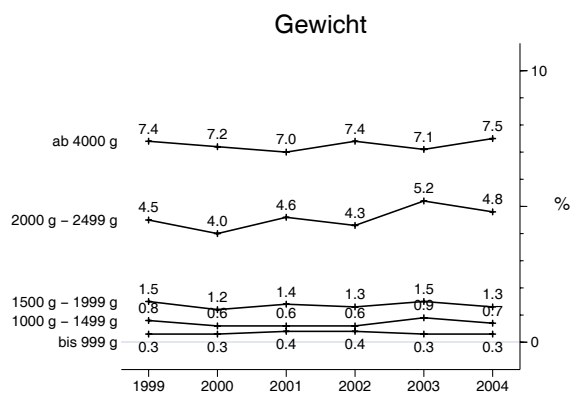 Gewicht
10
7.4 7.2 7.0 7.4 7.1 7.5
ab 4000 g
4.5 4.0 4.6 4.3 5.2 4.8
2000 g – 2499 g
%
1.5 1.2 1.4 1.3 1.5 1.3
1500 g – 1999 g
0.8 0.6 0.6 0.6 0.9 0.7
1000 g – 1499 g
bis 999 g
0
0.3 0.3 0.4 0.4 0.3 0.3
1999 2000 2001 2002 2003 2004